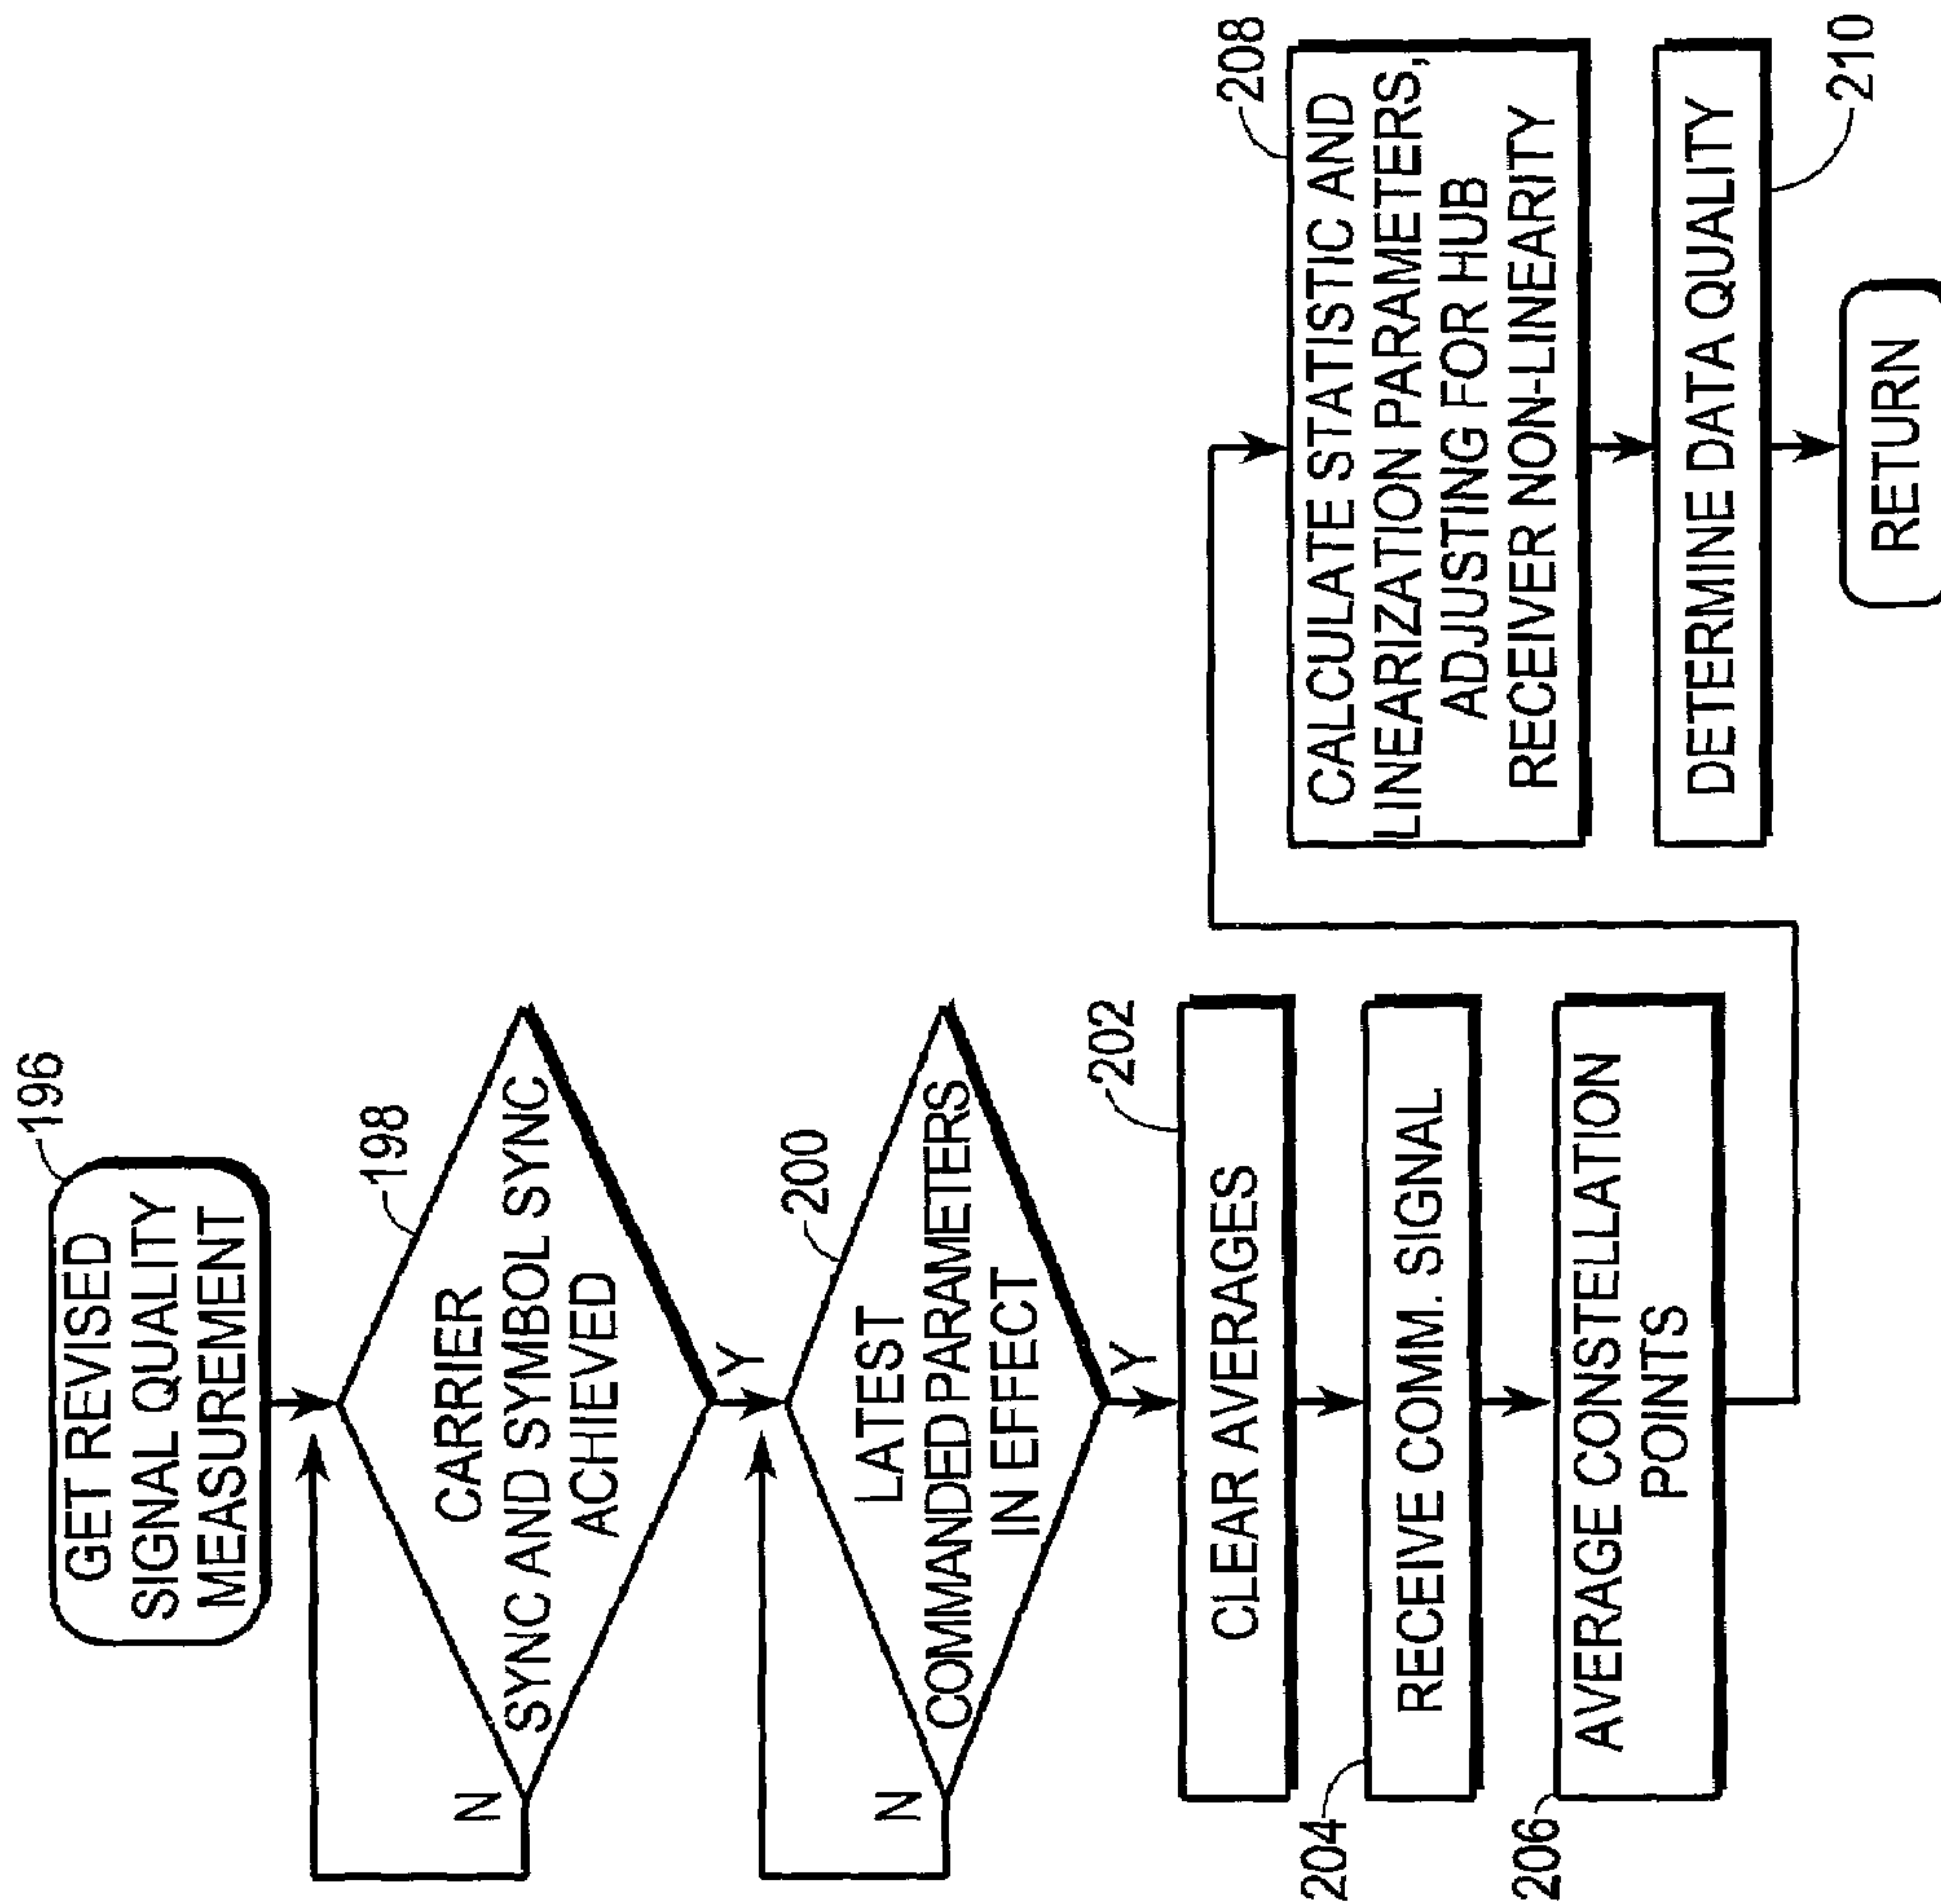 196
GET REVISED
SIGNAL QUALITY
MEASUREMENT
198
CARRIER
SYNC AND SYMBOL SYNC
ACHIEVED
N
Y
200
LATEST
COMMANDED PARAMETERS
IN EFFECT
N
Y
202
CLEAR AVERAGES
204
RECEIVE COMM. SIGNAL
206
AVERAGE CONSTELLATION
POINTS
208
CALCULATE STATISTIC AND
LINEARIZATION PARAMETERS,
ADJUSTING FOR HUB
RECEIVER NON-LINEARITY
DETERMINE DATA QUALITY
210
RETURN